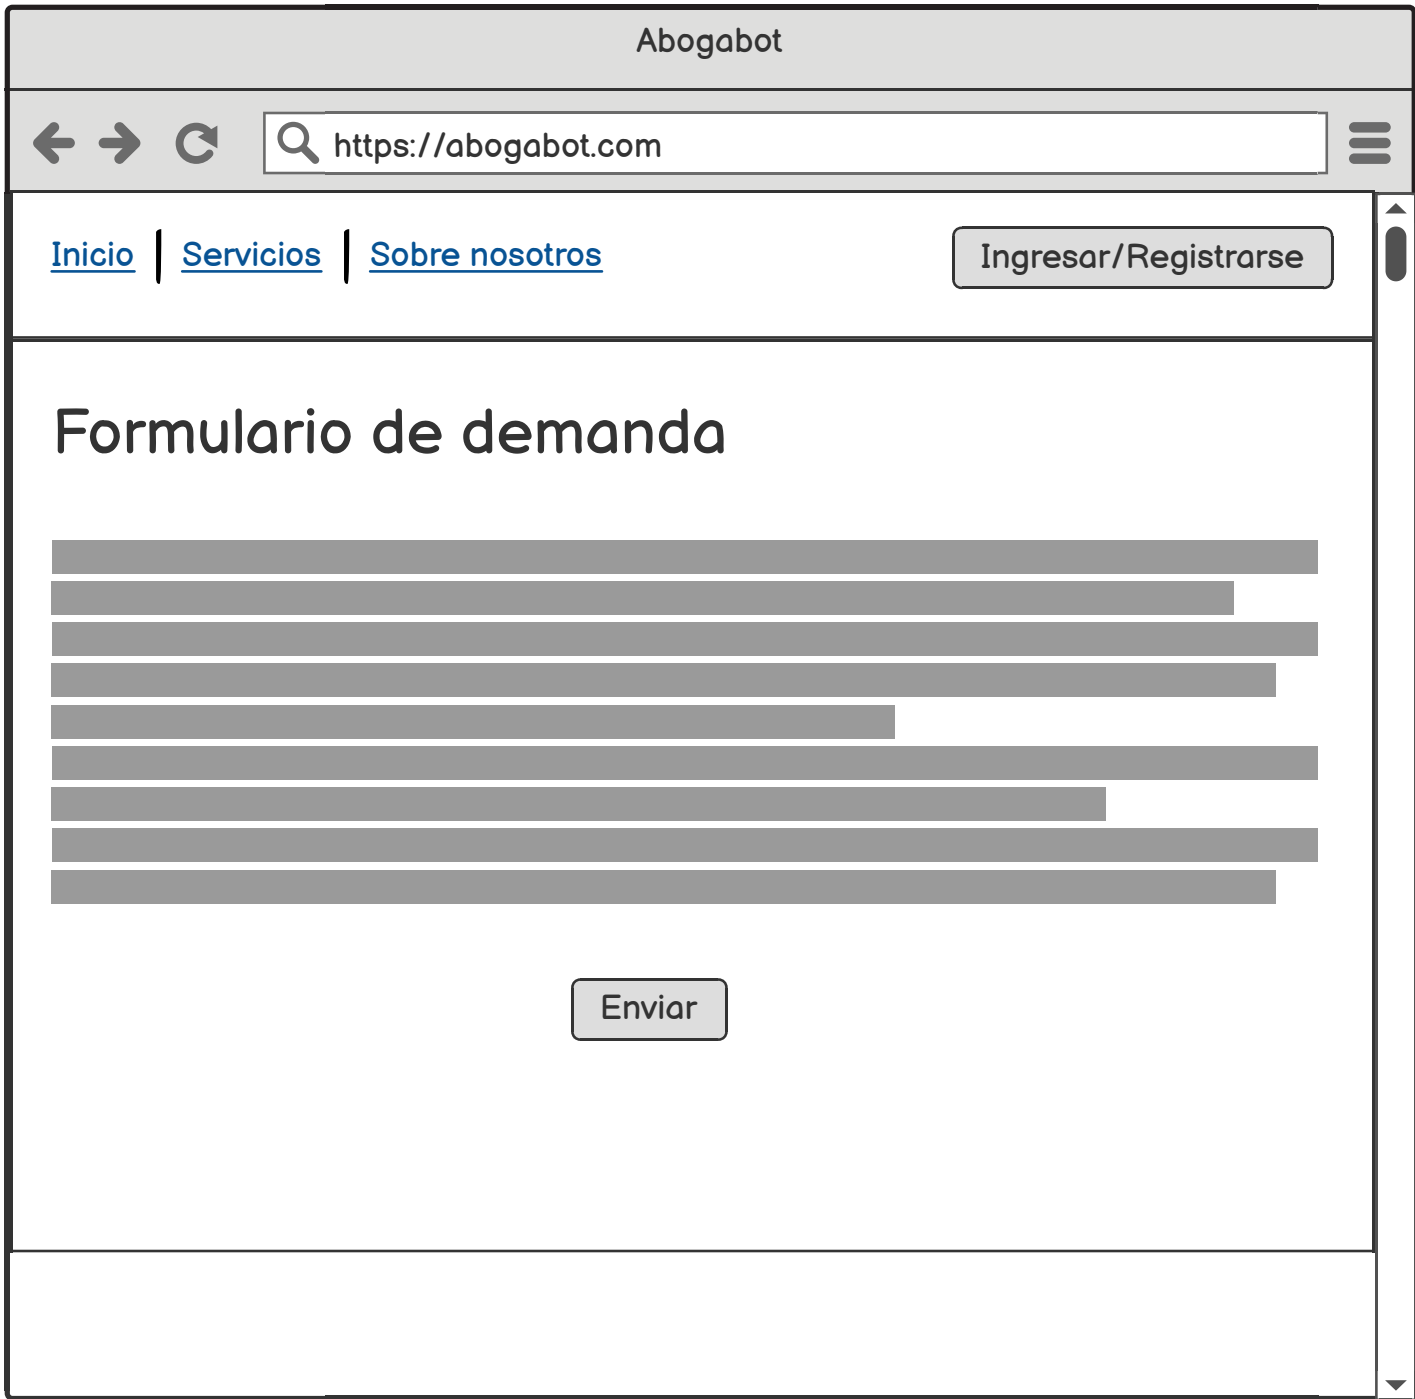 Abogabot
https://abogabot.com
Inicio Servicios Sobre nosotros Ingresar/Registrarse
Formulario de demanda
Enviar